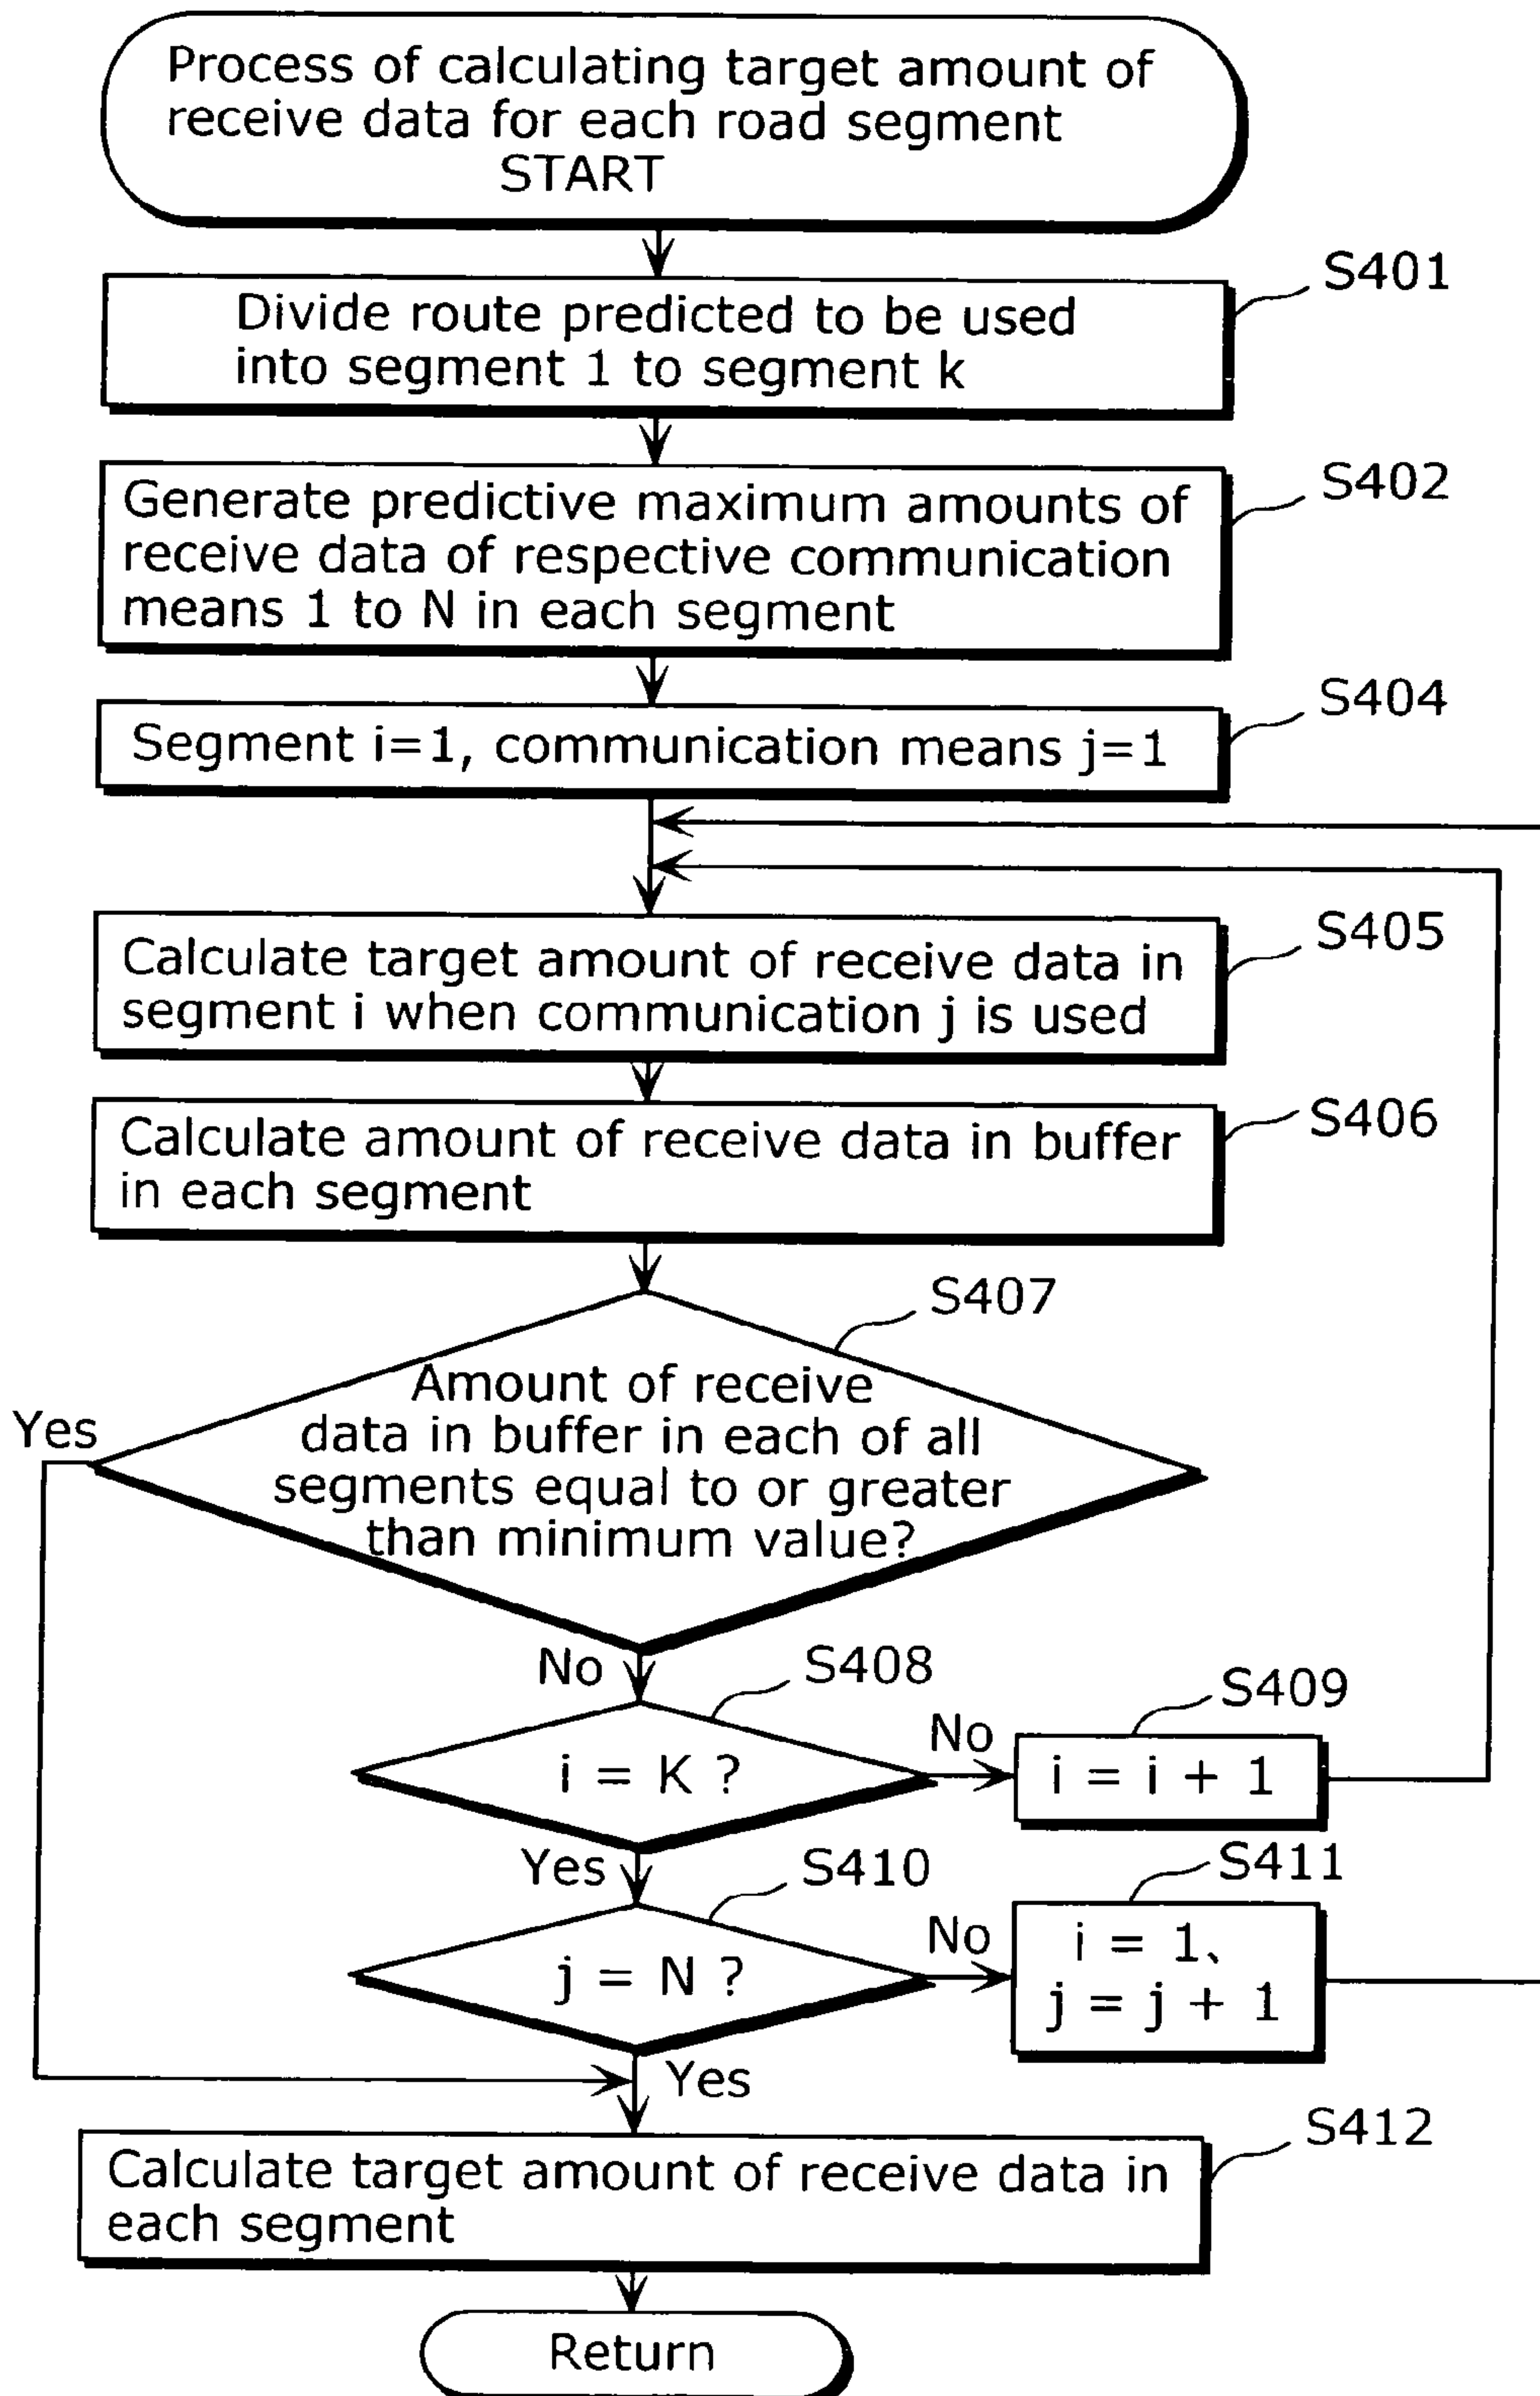 Process of calculating target amount of
receive data for each road segment
START
S401
Divide route predicted to be used
into segment 1 to segment k
S402
Generate predictive maximum amounts of
receive data of respective communication
means 1 to N in each segment
S404
Segment i=1, communication means j=1
S405
Calculate target amount of receive data in
segment i when communication j is used
S406
Calculate amount of receive data in buffer
in each segment
S407
Amount of receive
data in buffer in each of all
segments equal to or greater
than minimum value?
Yes
No
S408
i = K ?
No
S409
i = i + 1
Yes
S410
j = N ?
No
S411
i = 1、
j = j + 1
Yes
S412
Calculate target amount of receive data in
each segment
Return